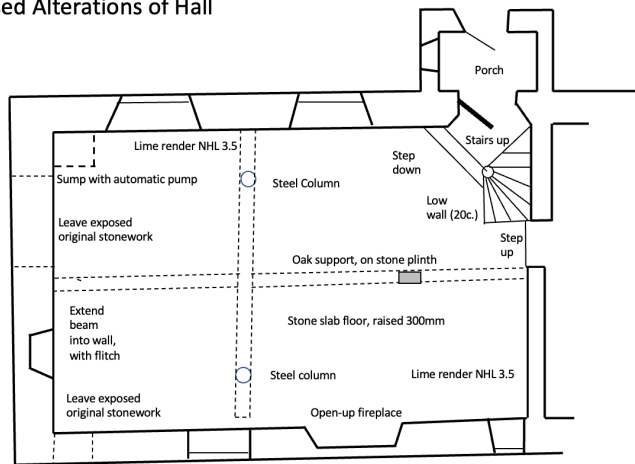 sed Alterations of Hall
Porch
Lime render NHL 3.5
Stairs up
Step
down
Sump with automatic pump
Steel Column
Low
wall (20c.)
Leave exposed
original stonework
Step
up
Oak support, on stone plinth
Extend
beam
into wall,
with flitch
Stone slab floor, raised 300mm
Steel column
Lime render NHL 3.5
Leave exposed
original stonework
Open-up fireplace